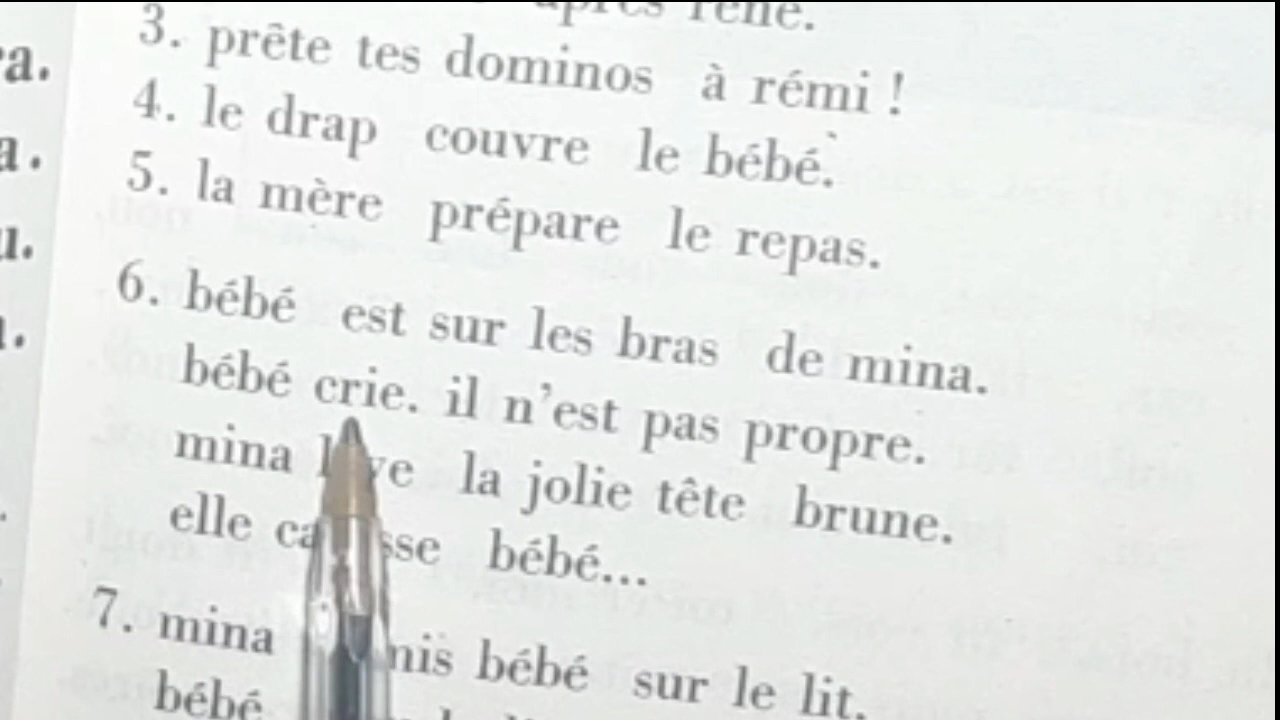 rené.
3. prête tes dominos à rémi !
4. le drap couvre le bébé.
5. la mère prépare le repas.
6. bébé est sur les bras de mina.
bébé crie. il n'est pas propre.
mina la jolie tête brune.
elle bébé...
7. mina bébé sur le lit.
bébé